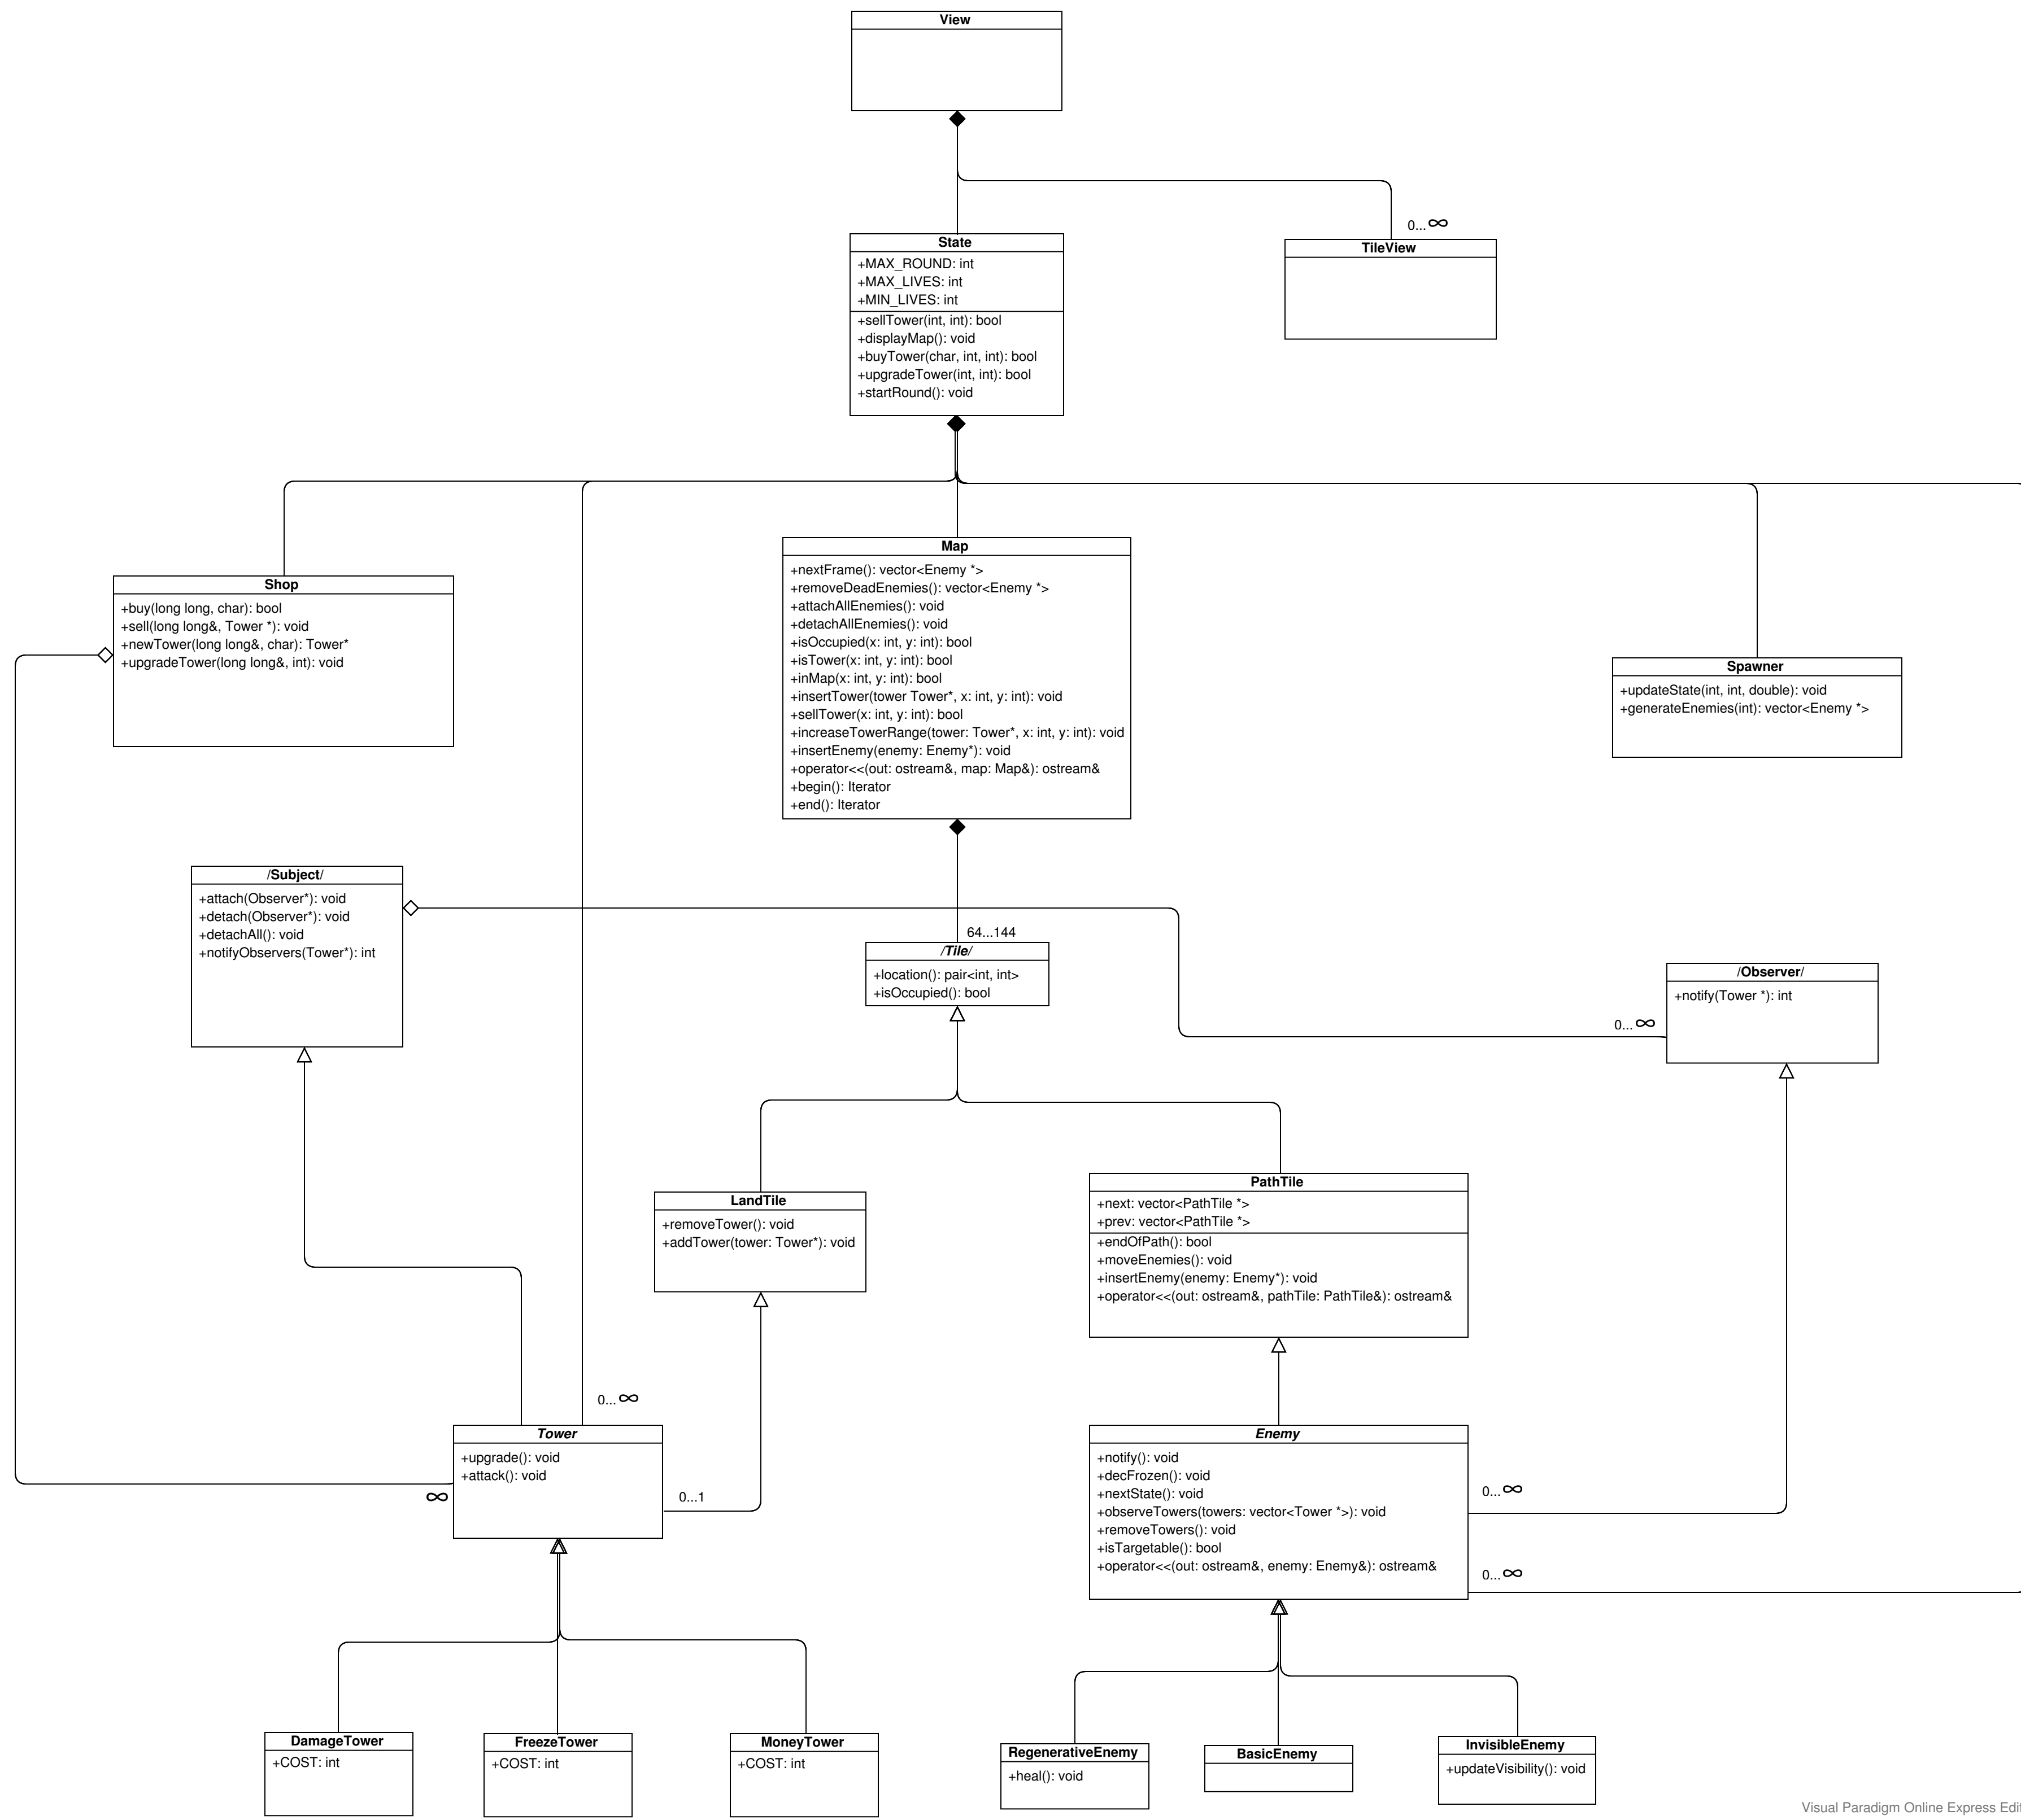 View
0...∞
State
+MAX_ROUND: int
+MAX_LIVES: int
+MIN_LIVES: int
+sellTower(int, int): bool
+displayMap(): void
+buyTower(char, int, int): bool
+upgradeTower(int, int): bool
+startRound(): void
TileView
Map
+nextFrame(): vector<Enemy *>
+removeDeadEnemies(): vector<Enemy *>
+attachAllEnemies(): void
+detachAllEnemies(): void
+isOccupied(x: int, y: int): bool
+isTower(x: int, y: int): bool
+inMap(x: int, y: int): bool
+insertTower(tower Tower*, x: int, y: int): void
+sellTower(x: int, y: int): bool
+increaseTowerRange(tower: Tower*, x: int, y: int): void
+insertEnemy(enemy: Enemy*): void
+operator<<(out: ostream&, map: Map&): ostream&
+begin(): Iterator
+end(): Iterator
Shop
+buy(long long, char): bool
+sell(long long&, Tower *): void
+newTower(long long&, char): Tower*
+upgradeTower(long long&, int): void
Spawner
+updateState(int, int, double): void
+generateEnemies(int): vector<Enemy *>
/Subject/
+attach(Observer*): void
+detach(Observer*): void
+detachAll(): void
+notifyObservers(Tower*): int
64...144
/Tile/
+location(): pair<int, int>
+isOccupied(): bool
/Observer/
+notify(Tower *): int
0...∞
LandTile
+removeTower(): void
+addTower(tower: Tower*): void
PathTile
+next: vector<PathTile *>
+prev: vector<PathTile *>
+endOfPath(): bool
+moveEnemies(): void
+insertEnemy(enemy: Enemy*): void
+operator<<(out: ostream&, pathTile: PathTile&): ostream&
0...∞
Tower
+upgrade(): void
+attack(): void
∞
0...1
Enemy
+notify(): void
+decFrozen(): void
+nextState(): void
+observeTowers(towers: vector<Tower *>): void
+removeTowers(): void
+isTargetable(): bool
+operator<<(out: ostream&, enemy: Enemy&): ostream&
0...∞
0...∞
DamageTower
+COST: int
FreezeTower
+COST: int
MoneyTower
+COST: int
RegenerativeEnemy
+heal(): void
BasicEnemy
InvisibleEnemy
+updateVisibility(): void
Visual Paradigm Online Express Edi